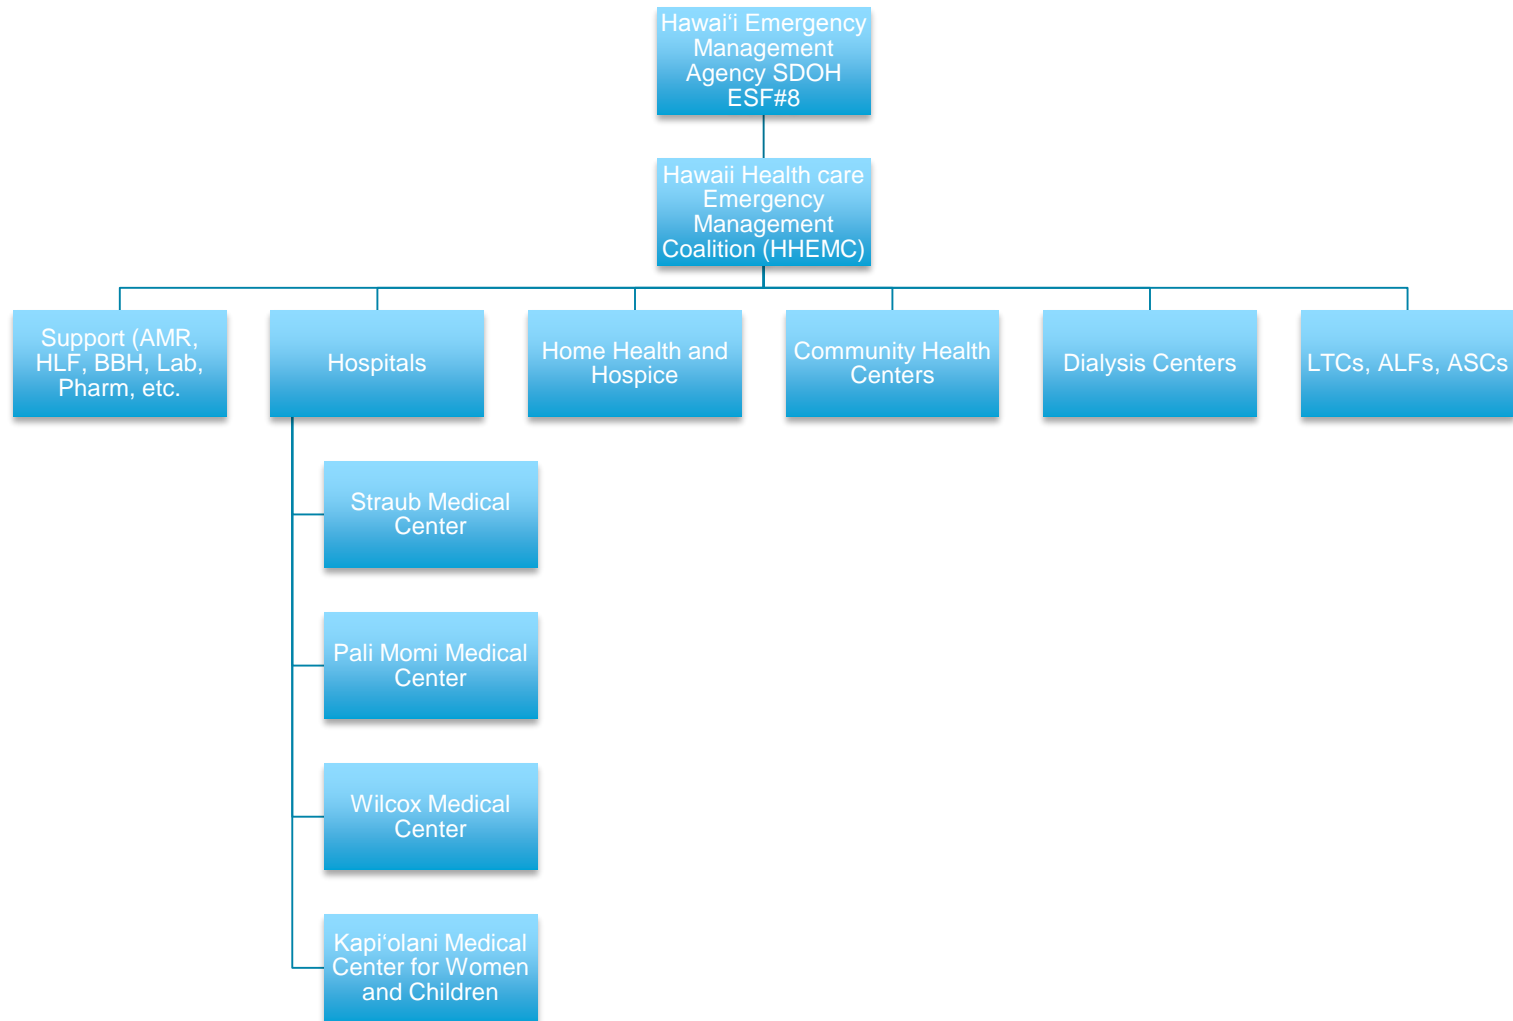 Hawai‘i Emergency
Management
Agency SDOH
ESF#8
Hawaii Health care
Emergency
Management
Coalition (HHEMC)
Support (AMR,
HLF, BBH, Lab,
Pharm, etc.
Hospitals
Home Health and
Hospice
Community Health
Centers
Dialysis Centers
LTCs, ALFs, ASCs
Straub Medical
Center
Pali Momi Medical
Center
Wilcox Medical
Center
Kapi‘olani Medical
Center for Women
and Children